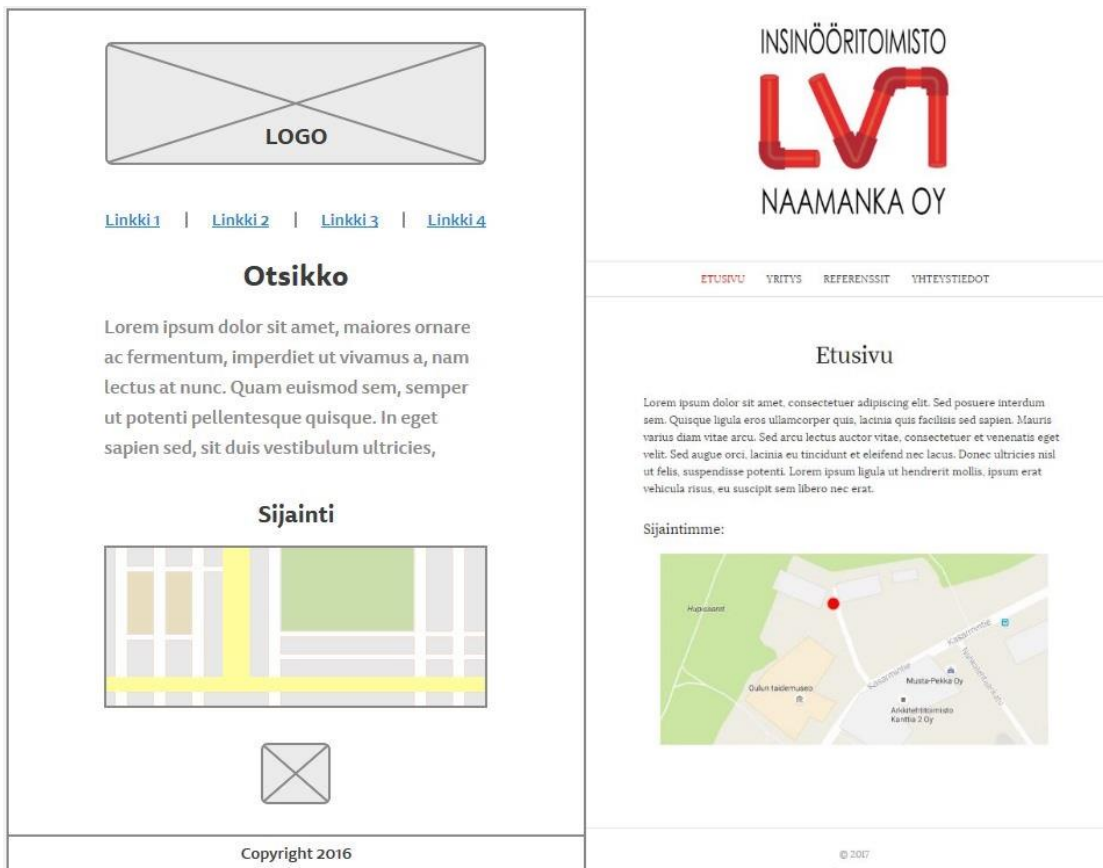 LOGO
Linkki 1 | Linkki 2 | Linkki 3 | Linkki 4
Otsikko
Lorem ipsum dolor sit amet, maiores ornare
ac fermentum, imperdiet ut vivamus a, nam
lectus at nunc. Quam euismod sem, semper
ut potenti pellentesque quisque. In eget
sapien sed, sit duis vestibulum ultricies,
Sijainti
Copyright 2016
INSINÖÖRITOIMISTO
LVI
NAAMANKA OY
ETUSIVU YRITYS REFERENSSIT YHTEYSTIEDOT
Etusivu
Lorem ipsum dolor sit amet, consectetuer adipiscing elit. Sed posuere interdum
sem. Quisque ligula eros ullamcorper quis, lacinia quis facilisis sed sapien. Mauris
varius diam vitae arcu. Sed arcu lectus auctor vitae, consectetuer et venenatis eget
velit. Sed augue orci, lacinia eu tincidunt et eleifend nec lacus. Donec ultricies nisl
ut felis, suspendisse potenti. Lorem ipsum ligula ut hendrerit mollis, ipsum erat
vehicula risus, eu suscipit sem libero nec erat.
Sijaintimme:
Hupisaaret
Kasarmintie
Kasarmintie
Oulun taidemuseo
Musta-Pekka Oy
Arkkitehtitoimisto
Kanttia 2 Oy
© 2017